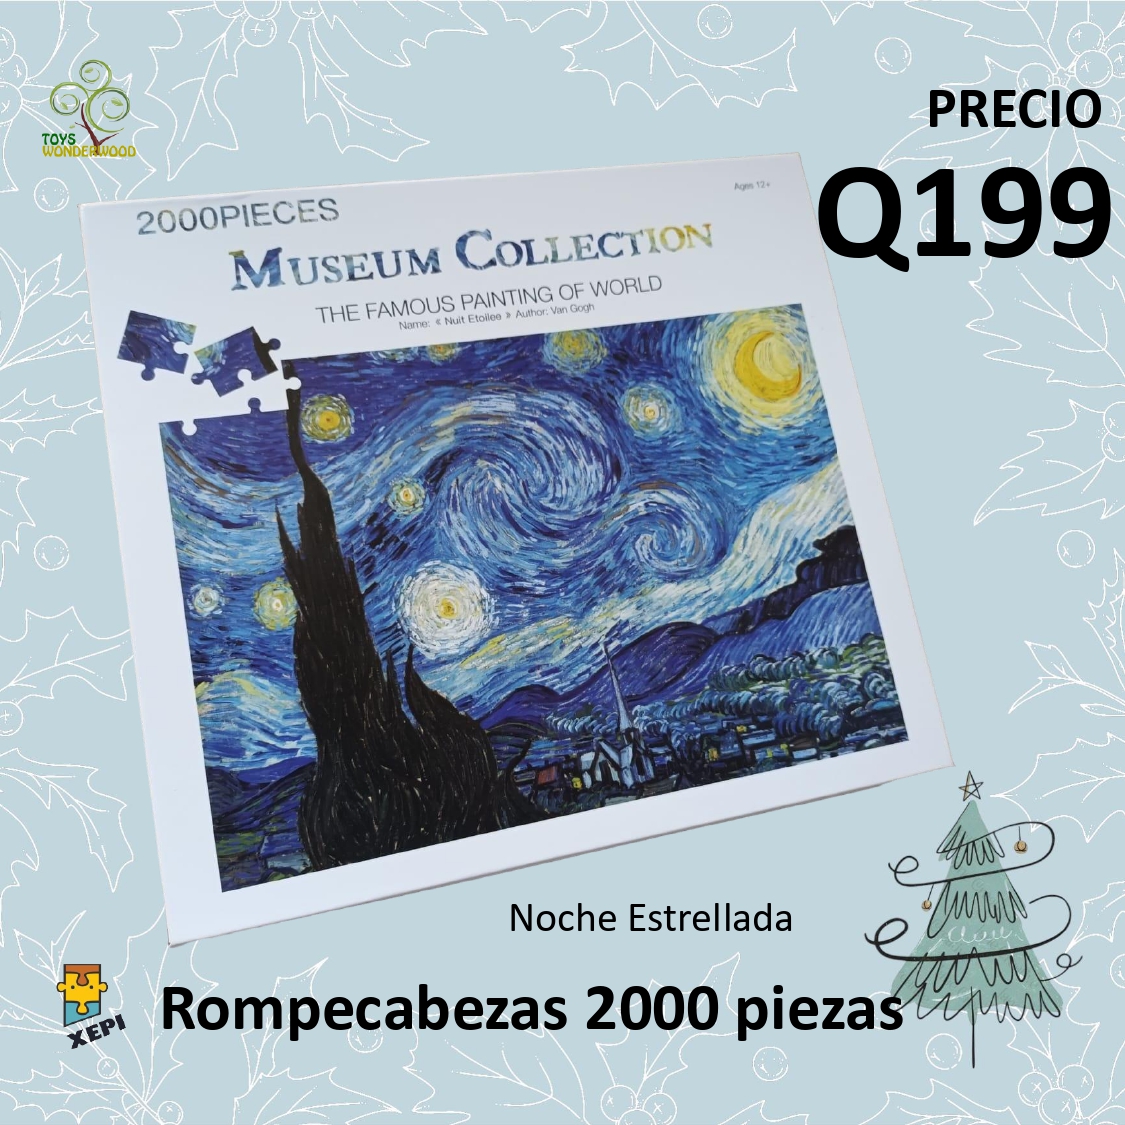 TOYS
WONDERWOOD
PRECIO
Q199
Ages 12+
2000PIECES
MUSEUM COLLECTION
THE FAMOUS PAINTING OF WORLD
Name: « Nuit Etoilee » Author: Van Gogh
Noche Estrellada
XEPI
Rompecabezas 2000 piezas